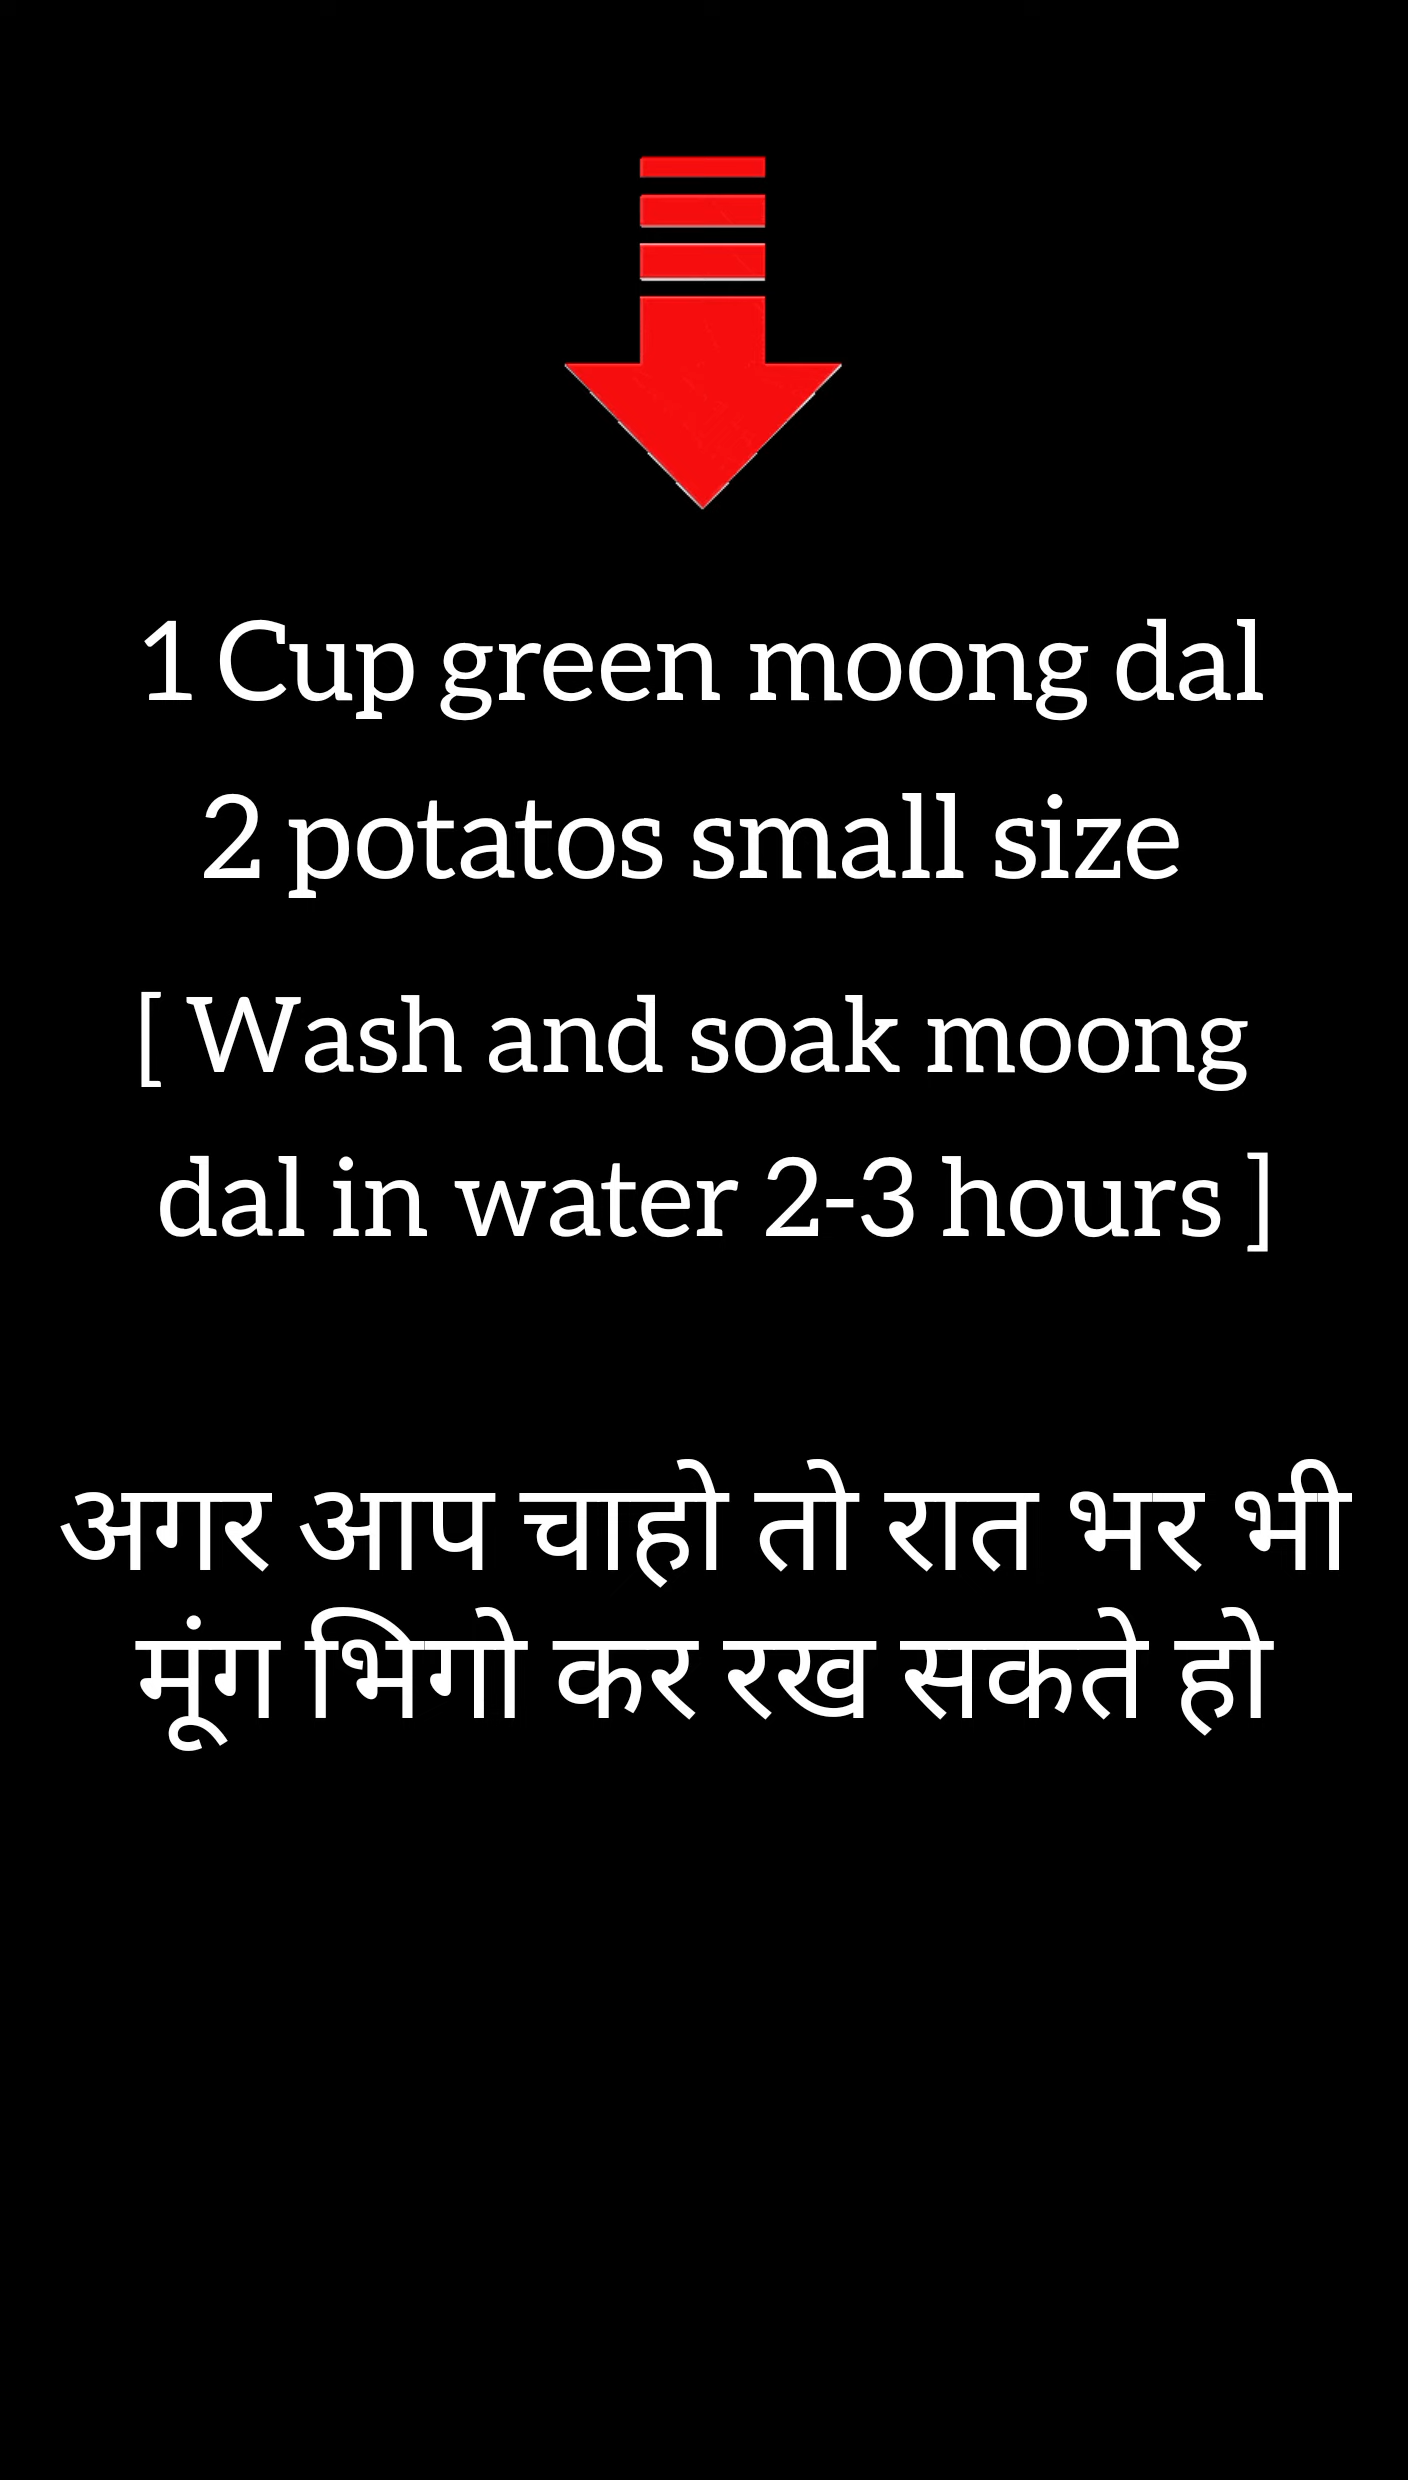 1 Cup green moong dal
2 potatos small size
[ Wash and soak moong
dal in water 2-3 hours ]
अगर आप चाहो तो रात भर भी
मूंग भिगो कर रख सकते हो